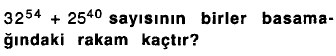 32⁵⁴ + 25⁴⁰ sayısının birler basama-
ğındaki rakam kaçtır?